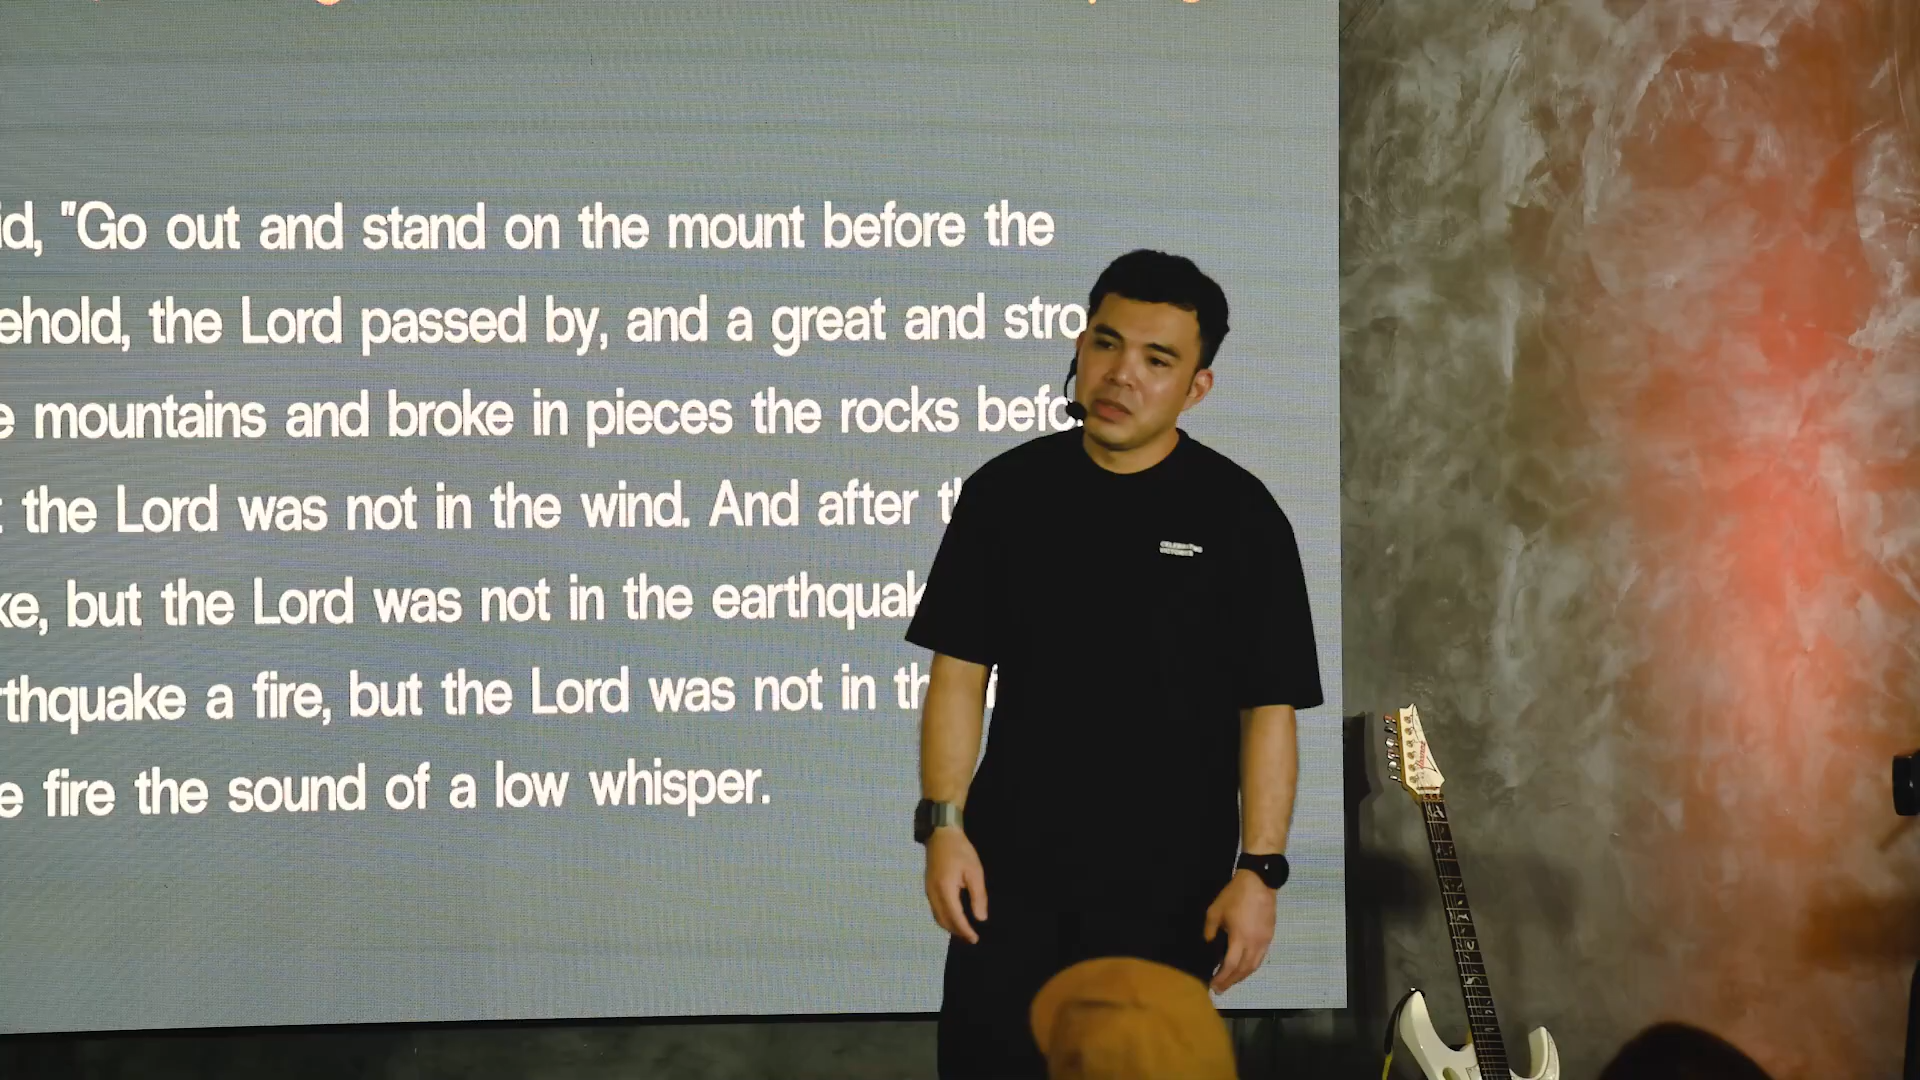 id, "Go out and stand on the mount before the
ehold, the Lord passed by, and a great and stro
e mountains and broke in pieces the rocks befo
the Lord was not in the wind. And after t
ke, but the Lord was not in the earthquak
rthquake a fire, but the Lord was not in th
e fire the sound of a low whisper.
CELEBRATING
VICTORIES
Ibanez